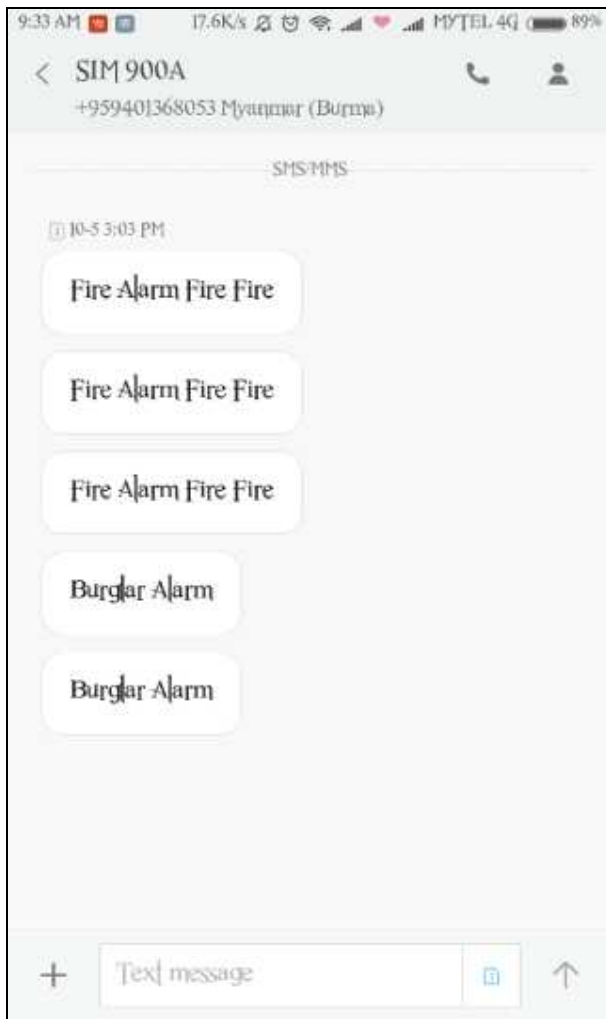 9:33 AM 17.6K/s MYTEL 4G 89%
SIM 900A
+959401368053 Myanmar (Burma)
SMS/MMS
1 10-5 3:03 PM
Fire Alarm Fire Fire
Fire Alarm Fire Fire
Fire Alarm Fire Fire
Burglar Alarm
Burglar Alarm
Text message 1